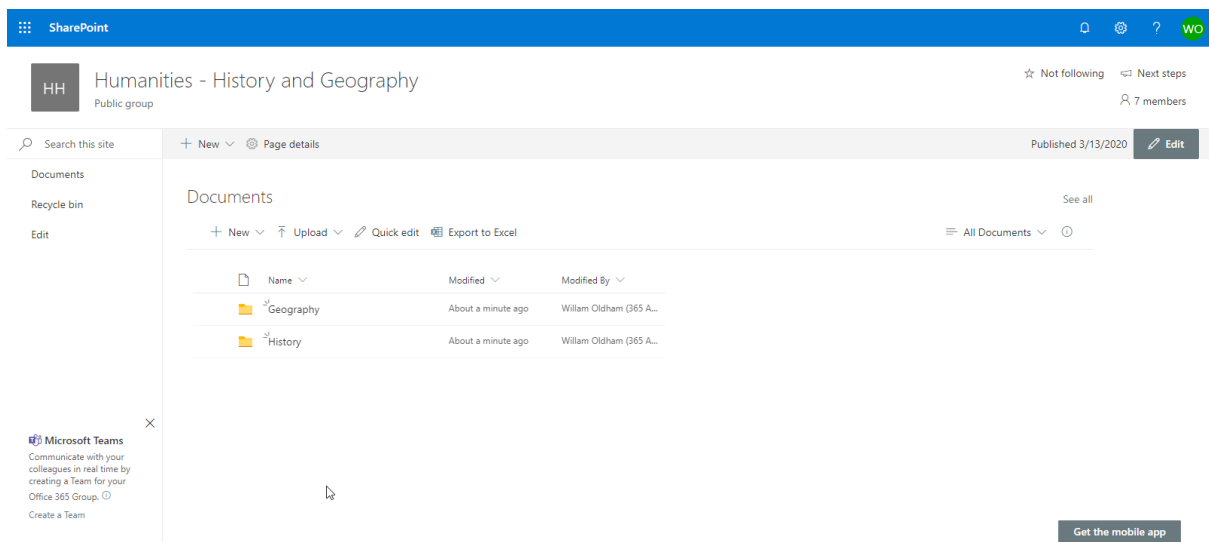 SharePoint
WO
HH
Humanities - History and Geography
Public group
Not following
Next steps
7 members
Search this site
New
Page details
Published 3/13/2020
Edit
Documents
Recycle bin
Edit
Documents
See all
New
Upload
Quick edit
Export to Excel
All Documents
Name
Modified
Modified By
Geography
About a minute ago
Willam Oldham (365 A...
History
About a minute ago
Willam Oldham (365 A...
Microsoft Teams
Communicate with your
colleagues in real time by
creating a Team for your
Office 365 Group.
Create a Team
Get the mobile app